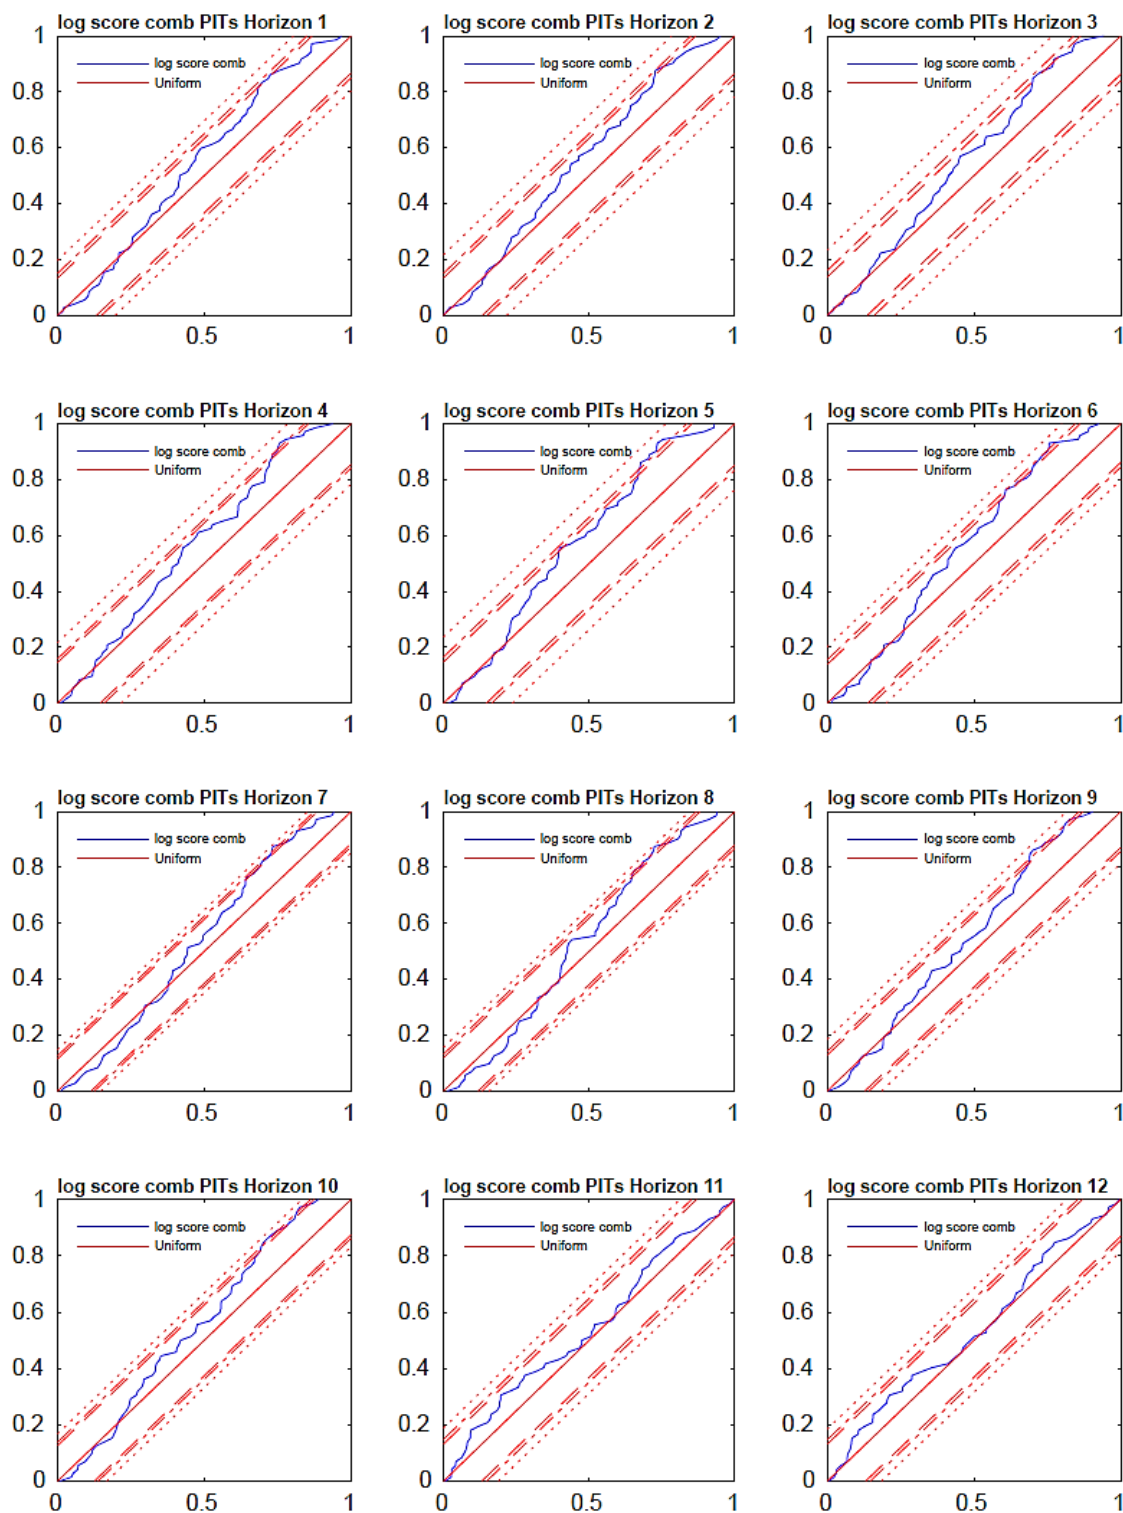 log score comb PITs Horizon 1
1
0.8
0.6
0.4
0.2
0
log score comb
Uniform
0 0.5 1
log score comb PITs Horizon 2
1
0.8
0.6
0.4
0.2
0
log score comb
Uniform
0 0.5 1
log score comb PITs Horizon 3
1
0.8
0.6
0.4
0.2
0
log score comb
Uniform
0 0.5 1
log score comb PITs Horizon 4
1
0.8
0.6
0.4
0.2
0
log score comb
Uniform
0 0.5 1
log score comb PITs Horizon 5
1
0.8
0.6
0.4
0.2
0
log score comb
Uniform
0 0.5 1
log score comb PITs Horizon 6
1
0.8
0.6
0.4
0.2
0
log score comb
Uniform
0 0.5 1
log score comb PITs Horizon 7
1
0.8
0.6
0.4
0.2
0
log score comb
Uniform
0 0.5 1
log score comb PITs Horizon 8
1
0.8
0.6
0.4
0.2
0
log score comb
Uniform
0 0.5 1
log score comb PITs Horizon 9
1
0.8
0.6
0.4
0.2
0
log score comb
Uniform
0 0.5 1
log score comb PITs Horizon 10
1
0.8
0.6
0.4
0.2
0
log score comb
Uniform
0 0.5 1
log score comb PITs Horizon 11
1
0.8
0.6
0.4
0.2
0
log score comb
Uniform
0 0.5 1
log score comb PITs Horizon 12
1
0.8
0.6
0.4
0.2
0
log score comb
Uniform
0 0.5 1